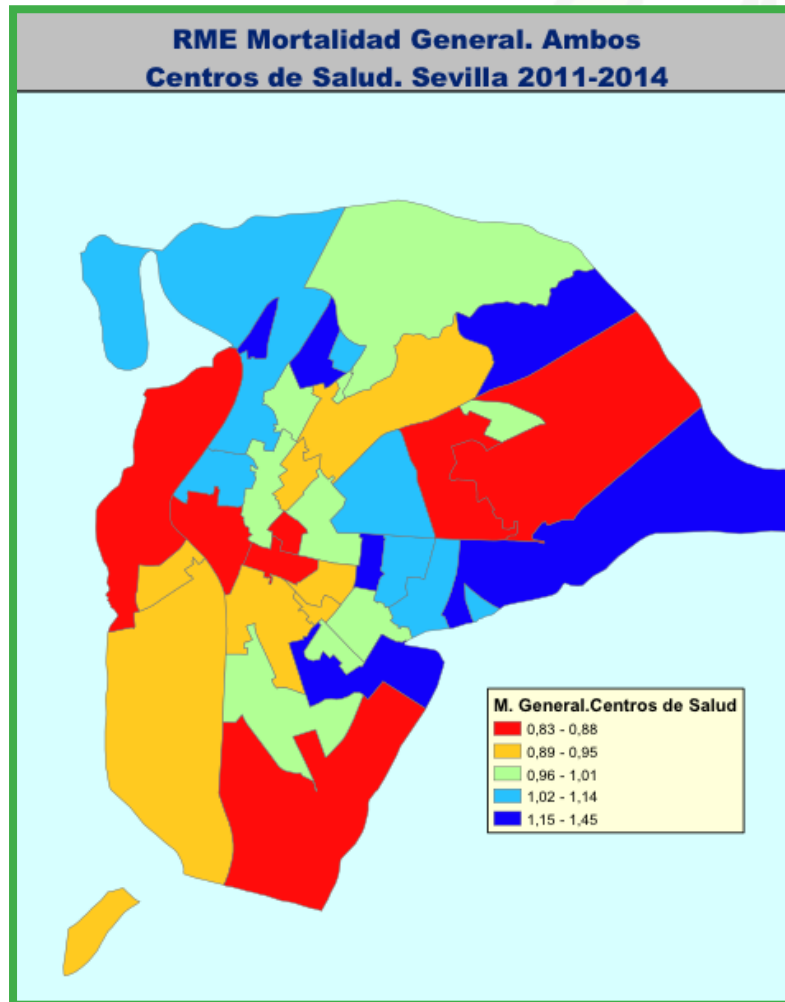 RME Mortalidad General. Ambos
Centros de Salud. Sevilla 2011-2014
M. General.Centros de Salud
0,83 - 0,88
0,89 - 0,95
0,96 - 1,01
1,02 - 1,14
1,15 - 1,45